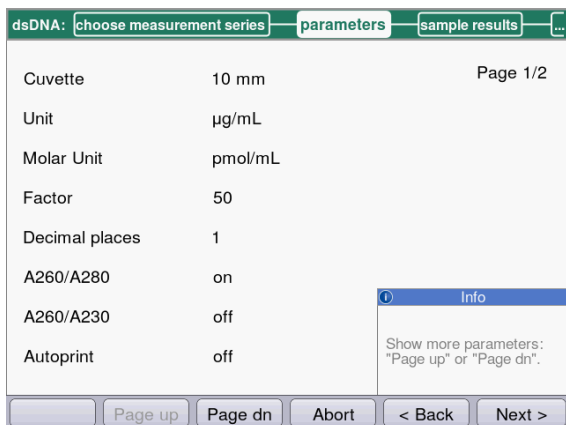 dsDNA: choose measurement series parameters sample results ...
Page 1/2
Cuvette 10 mm
Unit µg/mL
Molar Unit pmol/mL
Factor 50
Decimal places 1
A260/A280 on
A260/A230 off
Autoprint off
Info
Show more parameters:
"Page up" or "Page dn".
Page up Page dn Abort < Back Next >